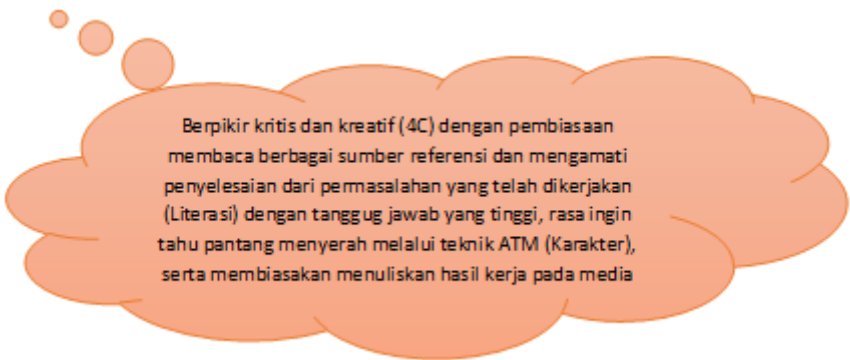 Berpikir kritis dan kreatif (4C) dengan pembiasaan
membaca berbagai sumber referensi dan mengamati
penyelesaian dari permasalahan yang telah dikerjakan
(Literasi) dengan tanggug jawab yang tinggi, rasa ingin
tahu pantang menyerah melalui teknik ATM (Karakter),
serta membiasakan menuliskan hasil kerja pada media